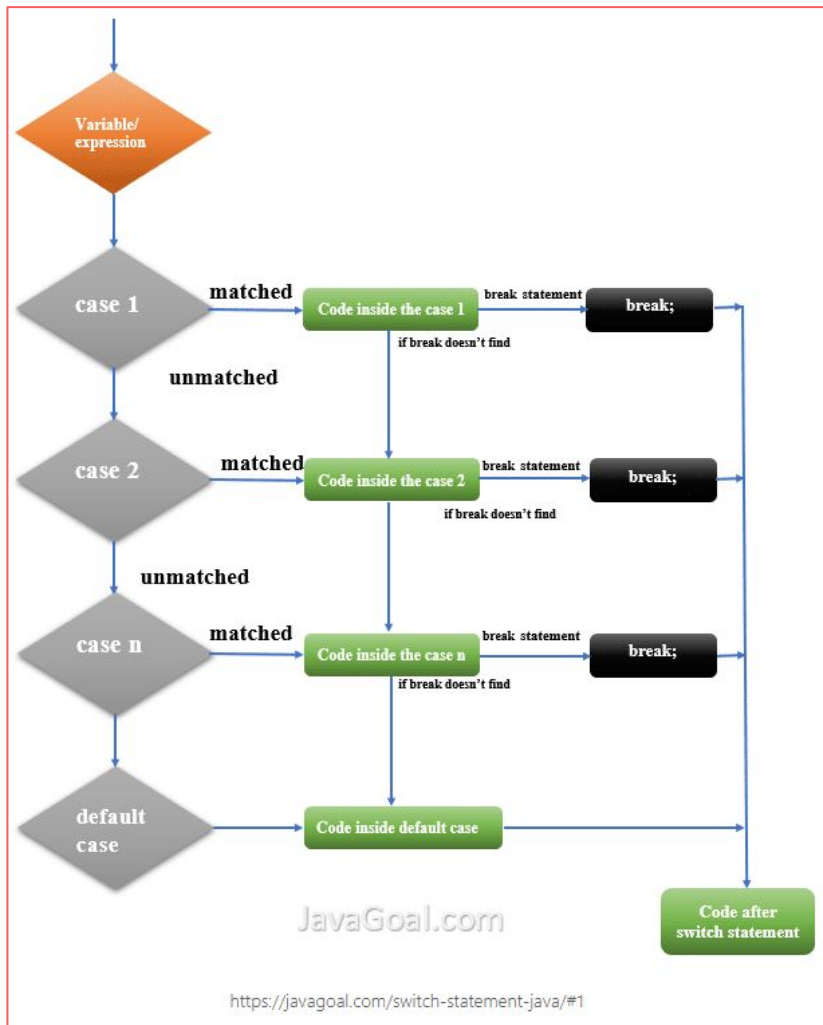 Variable/
expression
case 1
matched
Code inside the case 1
break statement
break;
if break doesn't find
unmatched
case 2
matched
Code inside the case 2
break statement
break;
if break doesn't find
unmatched
case n
matched
Code inside the case n
break statement
break;
if break doesn't find
default
case
Code inside default case
Code after
switch statement
JavaGoal.com
https://javagoal.com/switch-statement-java/#1